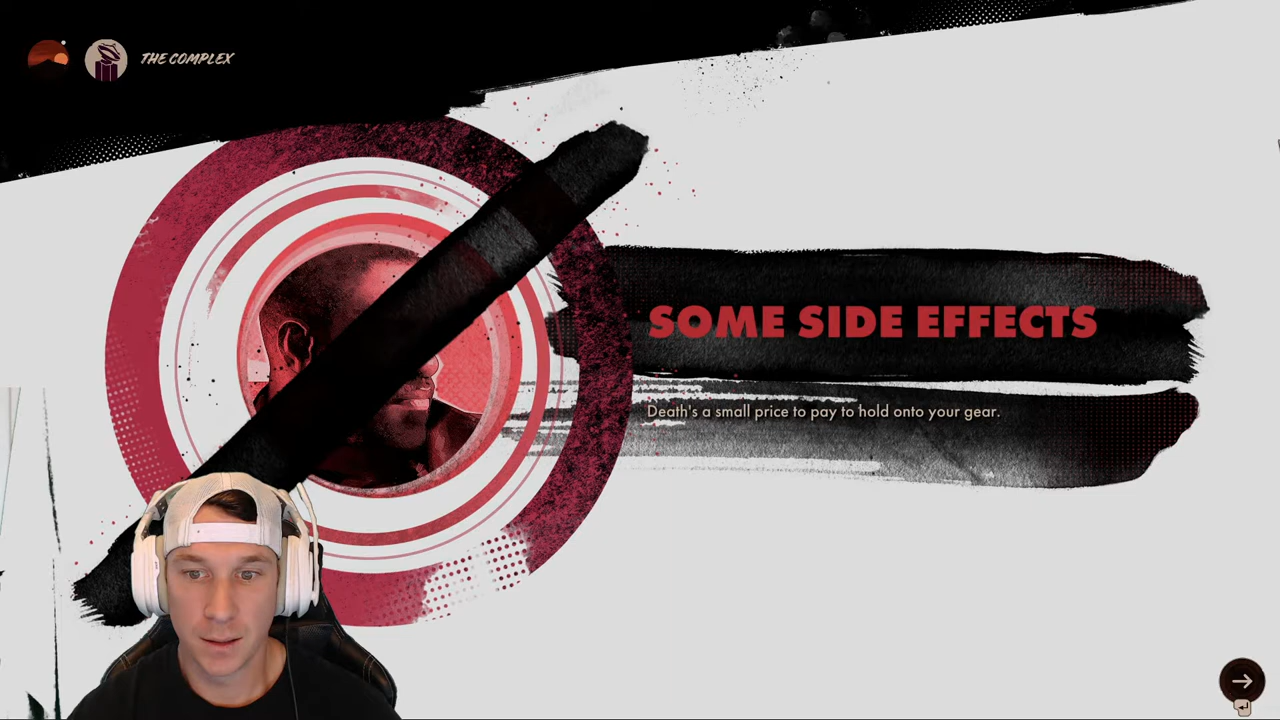 THE COMPLEX
SOME SIDE EFFECTS
Death's a small price to pay to hold onto your gear.